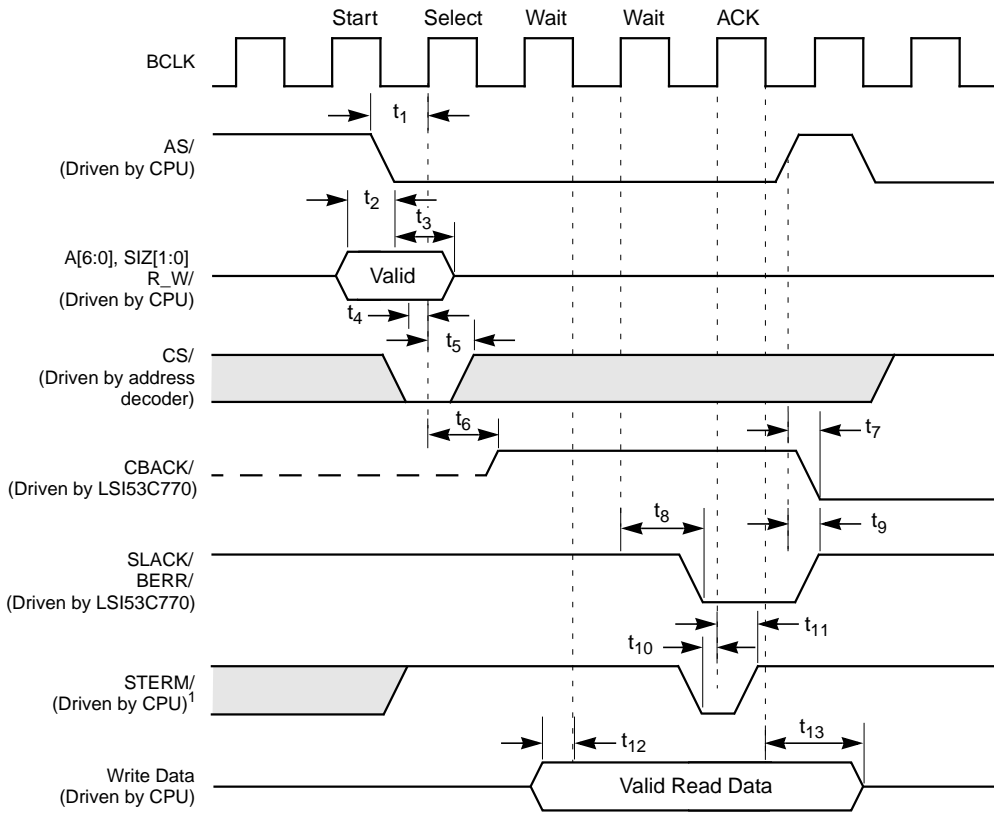 Start Select Wait Wait ACK
BCLK
t1
AS/
(Driven by CPU)
t2
t3
A[6:0], SIZ[1:0]
R_W/
(Driven by CPU)
Valid
t4
t5
CS/
(Driven by address
decoder)
t6
t7
CBACK/
(Driven by LSI53C770)
t8
t9
SLACK/
BERR/
(Driven by LSI53C770)
t10
t11
STERM/
(Driven by CPU)1
t12
t13
Write Data
(Driven by CPU)
Valid Read Data